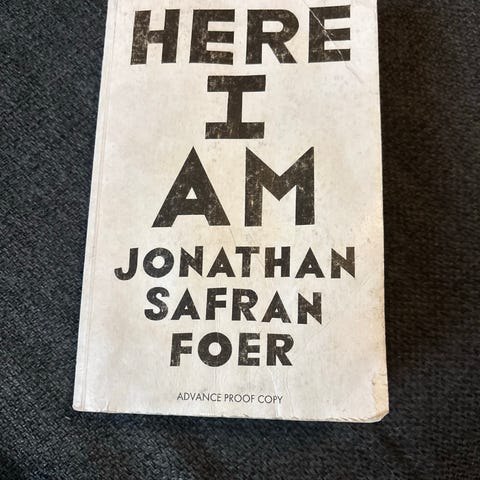 HERE
I
AM
JONATHAN
SAFRAN
FOER
ADVANCE PROOF COPY